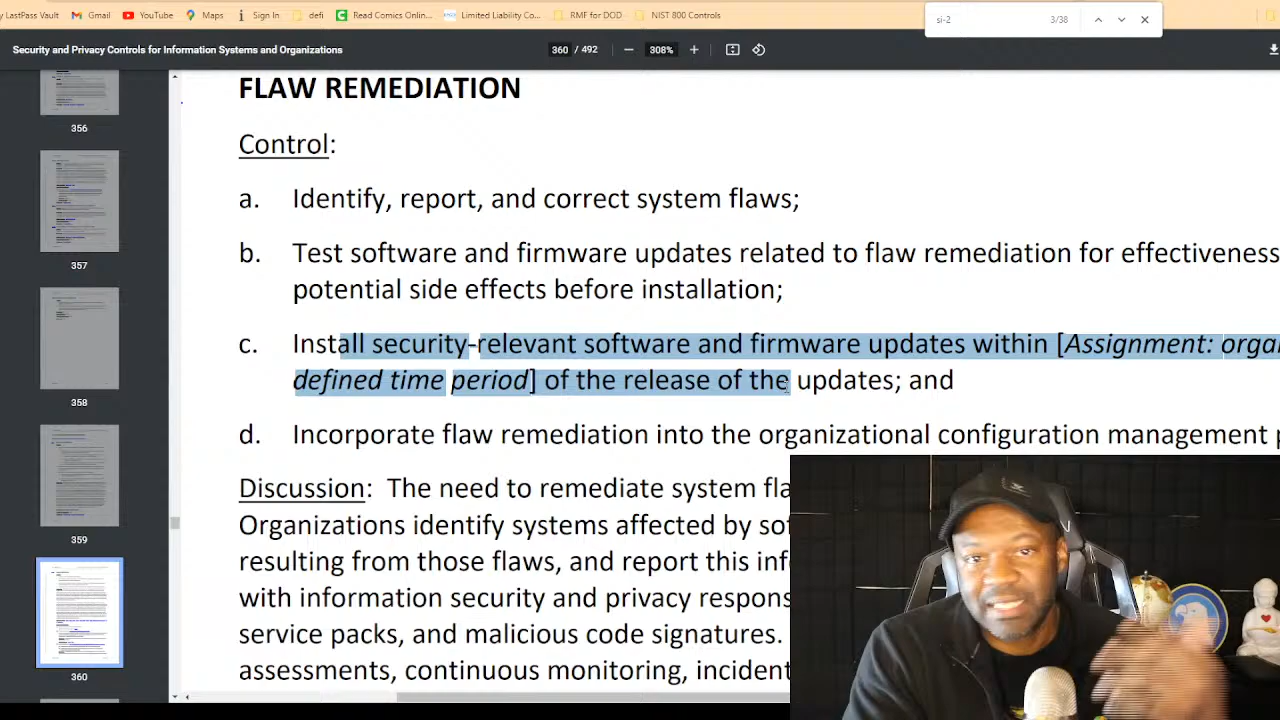 y LastPass Vault Gmail YouTube Maps Sign In defi Read Comics Onlin... Limited Liability Co... RMF for DOD NIST 800 Controls
si-2 3/38
Security and Privacy Controls for Information Systems and Organizations 360 / 492 308%
356
357
358
359
360
FLAW REMEDIATION
Control:
a. Identify, report, and correct system flaws;
b. Test software and firmware updates related to flaw remediation for effectiveness
potential side effects before installation;
c. Install security-relevant software and firmware updates within [Assignment: orga
defined time period] of the release of the updates; and
d. Incorporate flaw remediation into the organizational configuration management p
Discussion: The need to remediate system fla
Organizations identify systems affected by so
resulting from those flaws, and report this inf
with information security and privacy respons
service packs, and malicious code signatures.
assessments, continuous monitoring, incident